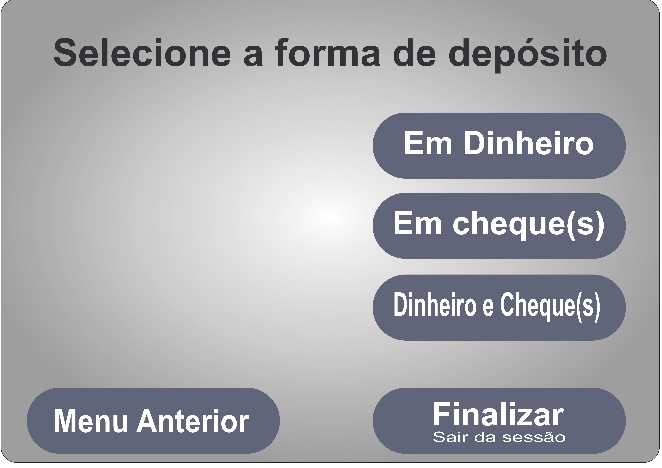 Selecione a forma de depósito
Em Dinheiro
Em cheque(s)
Dinheiro e Cheque(s)
Menu Anterior
Finalizar
Sair da sessão